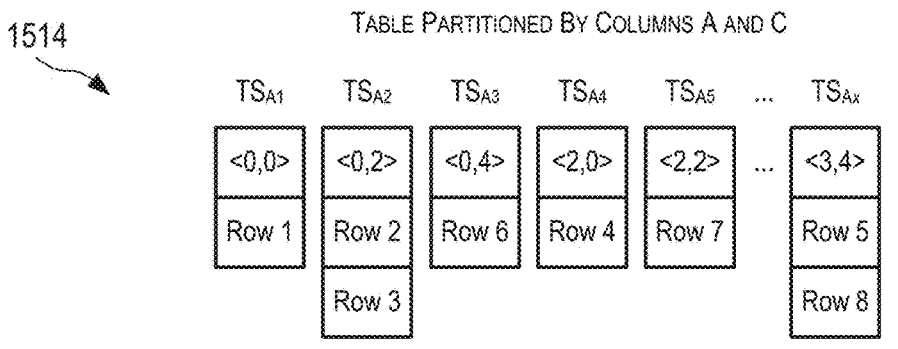 TABLE PARTITIONED BY COLUMNS A AND C
1514
TSA1 TSA2 TSA3 TSA4 TSA5 ... TSAx
<0,0> <0,2> <0,4> <2,0> <2,2> ... <3,4>
Row 1 Row 2 Row 6 Row 4 Row 7 Row 5
Row 3 Row 8